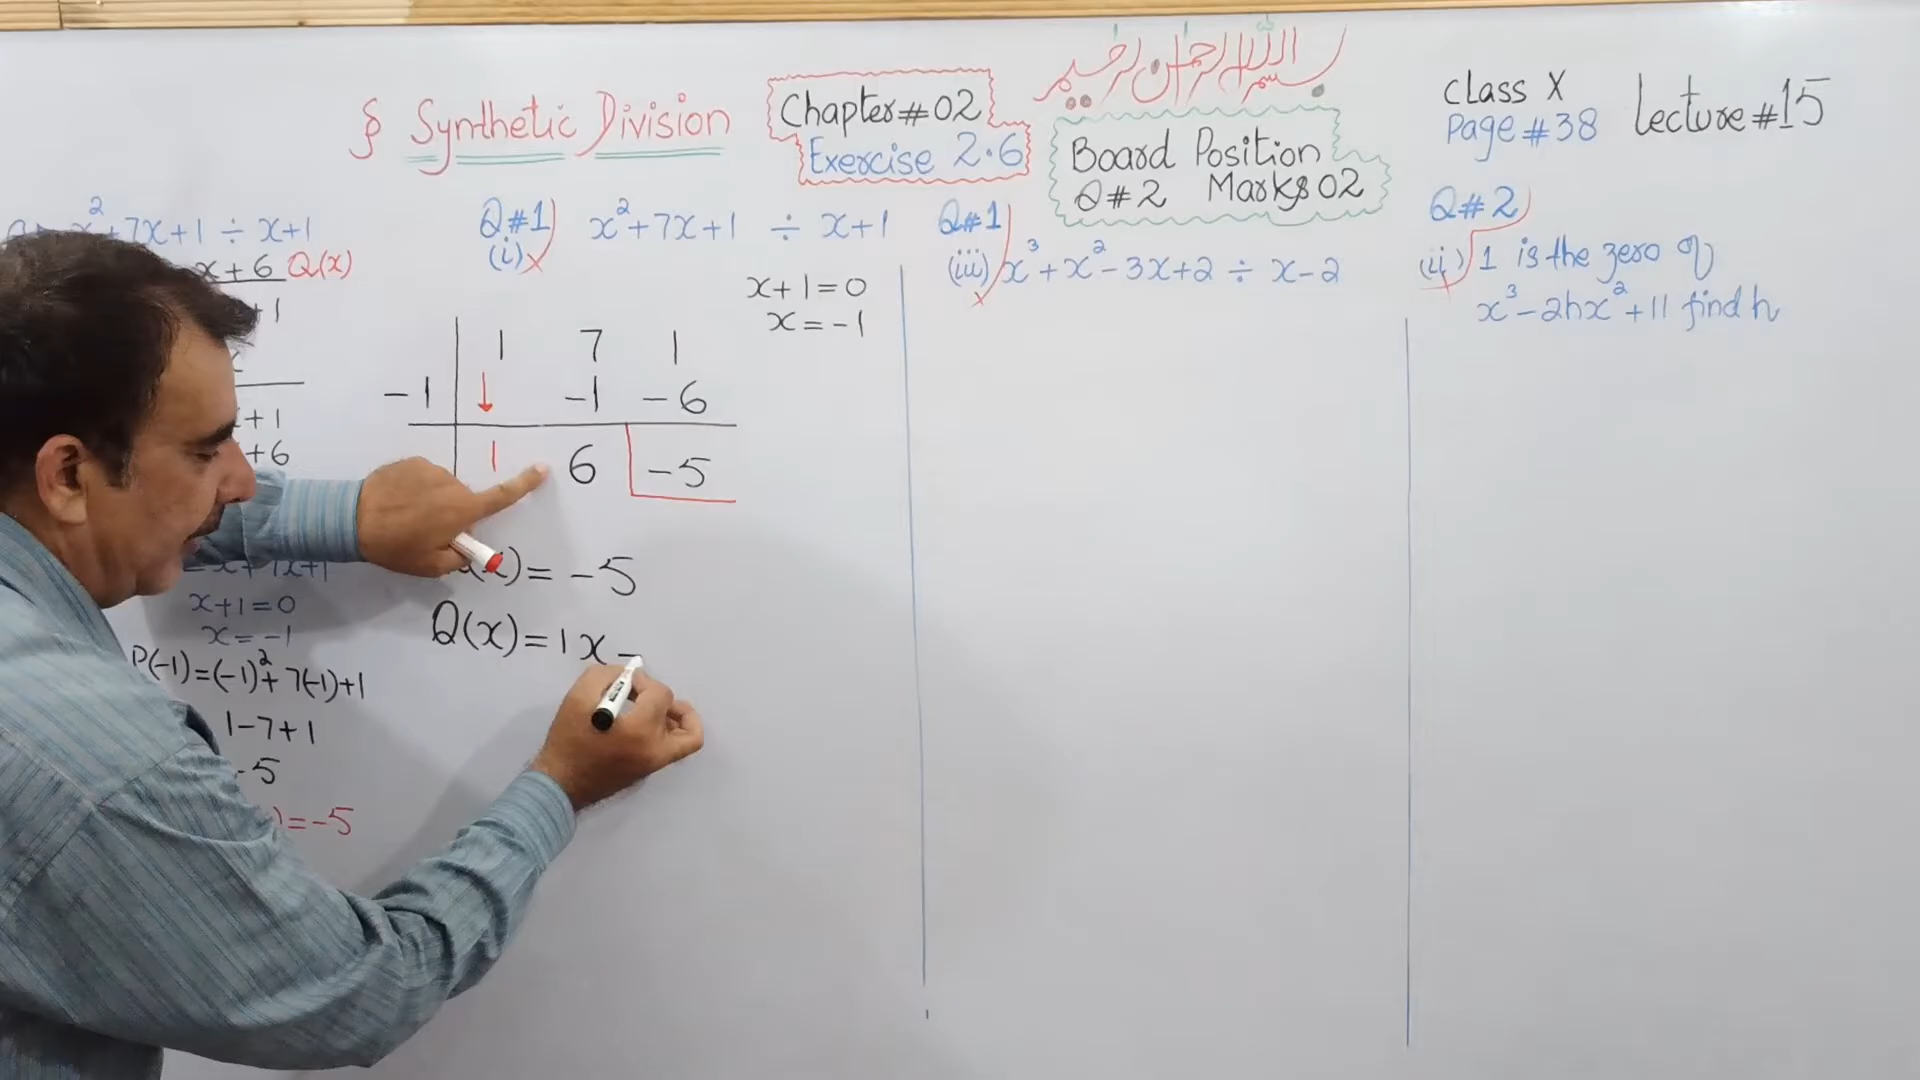 بسم الله الرحمن الرحيم
§ Synthetic Division
Chapter#02
Exercise 2.6
Board Position
Q#2 Marks 02
Class X
Page #38
Lecture #15
x²+7x+1 ÷ x+1
x+6 Q(x)
+1
+1
+6
x+1=0
x=-1
P(-1)=(-1)²+7(-1)+1
1-7+1
-5
)=-5
Q#1) x²+7x+1 ÷ x+1
(i)
x+1=0
x=-1
1 7 1
-1 ↓ -1 -6
1 6 -5
)= -5
Q(x)=1x
Q#1)
(iii) x³+x²-3x+2 ÷ x-2
Q#2)
(ii) 1 is the zero of
x³-2hx²+11 find h